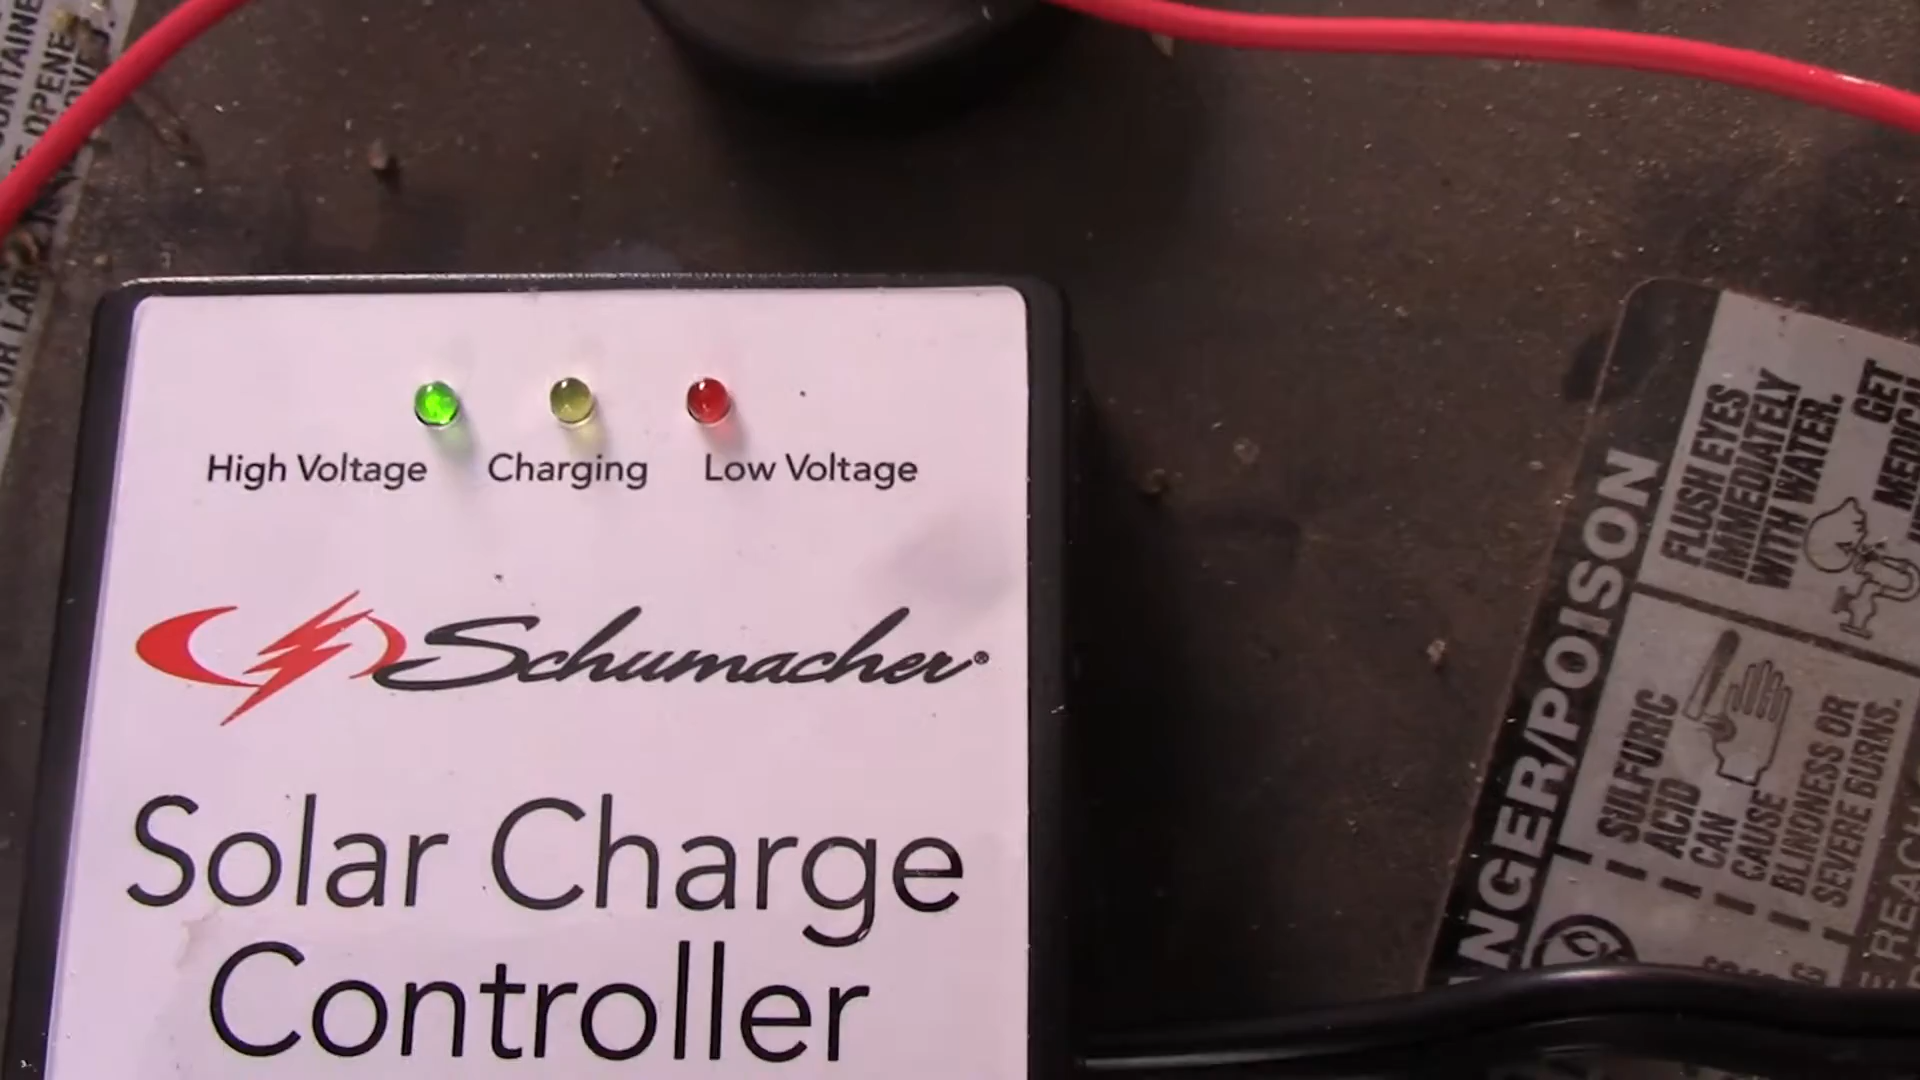 High Voltage Charging Low Voltage
Schumacher®
Solar Charge
Controller
FLUSH EYES
IMMEDIATELY
WITH WATER.
GET
SULFURIC
ACID
CAN
CAUSE
BLINDNESS OR
SEVERE BURNS.
/POISON